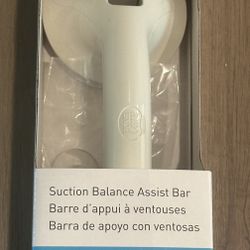 Suction Balance Assist Bar
Barre d'appui à ventouses
Barra de apoyo con ventosas